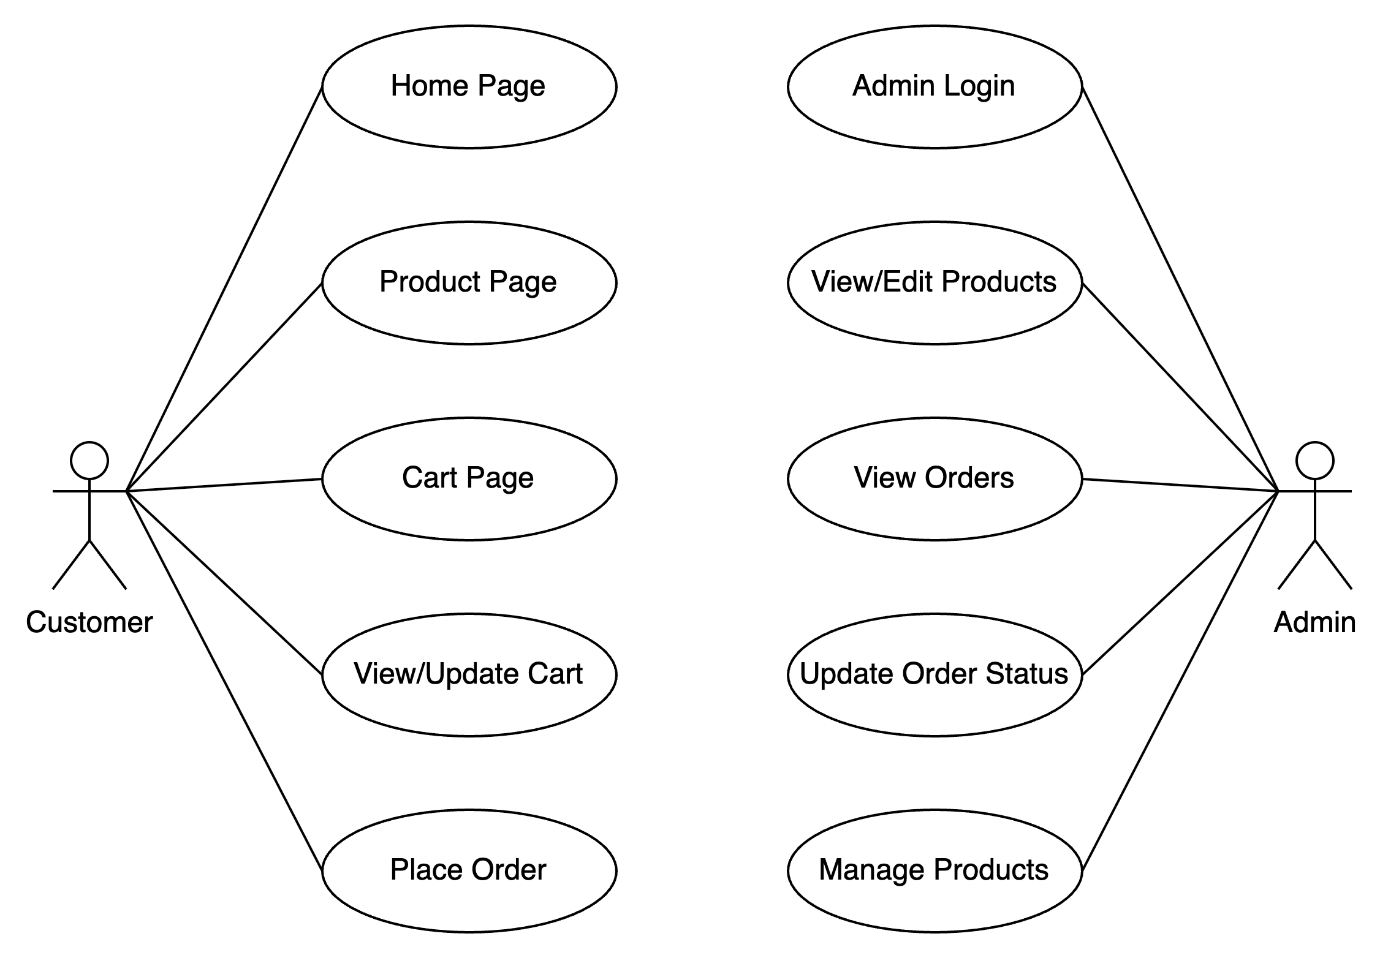 Home Page
Admin Login
Product Page
View/Edit Products
Cart Page
View Orders
Customer
Admin
View/Update Cart
Update Order Status
Place Order
Manage Products